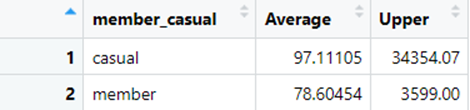 member_casual Average Upper
1 casual 97.11105 34354.07
2 member 78.60454 3599.00